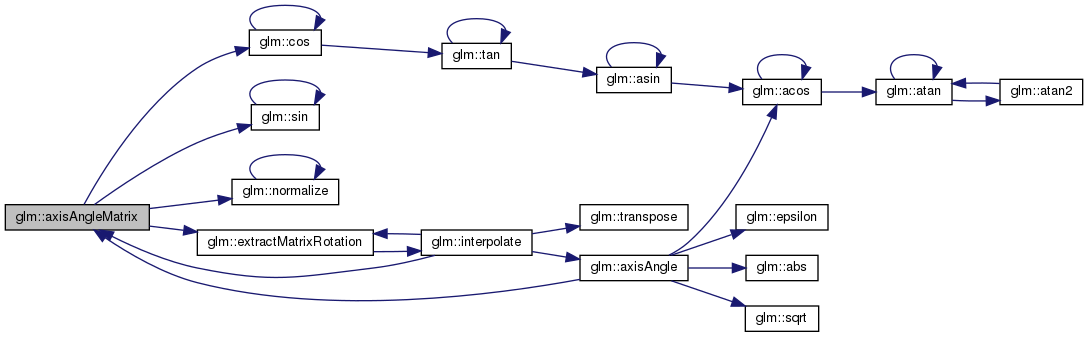 glm::cos
glm::tan
glm::asin
glm::acos
glm::atan
glm::atan2
glm::sin
glm::normalize
glm::axisAngleMatrix
glm::extractMatrixRotation
glm::interpolate
glm::transpose
glm::axisAngle
glm::epsilon
glm::abs
glm::sqrt